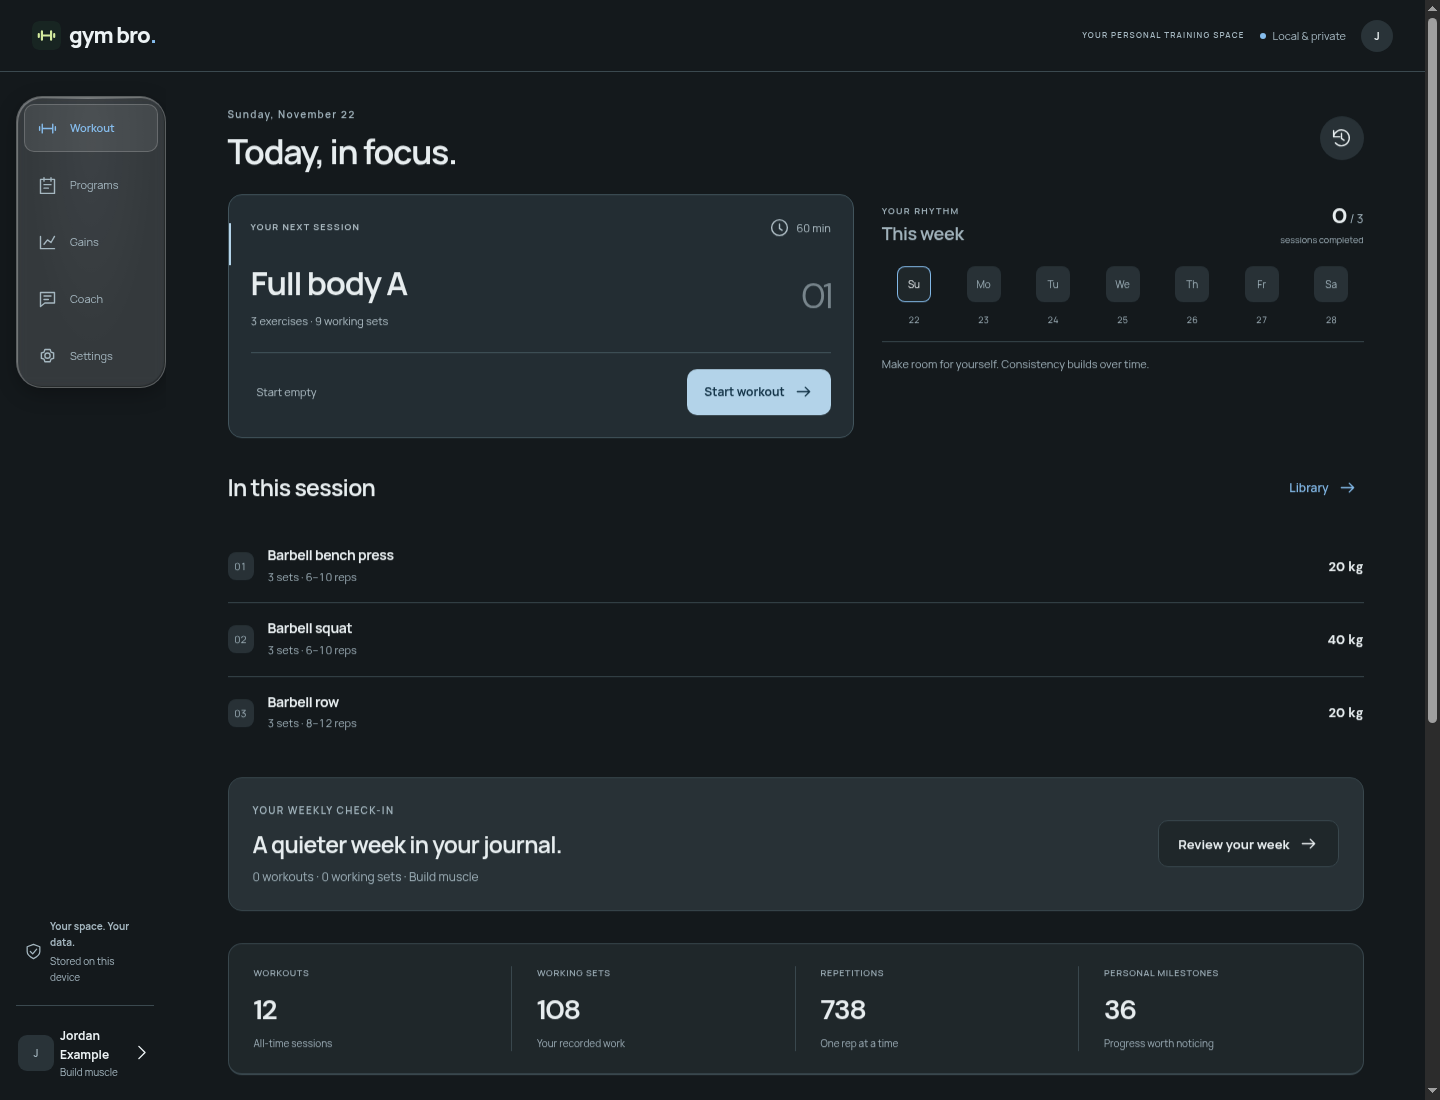 gym bro.
YOUR PERSONAL TRAINING SPACE
Local & private
J
Workout
Programs
Gains
Coach
Settings
Sunday, November 22
Today, in focus.
YOUR NEXT SESSION
60 min
Full body A
01
3 exercises · 9 working sets
Start empty
Start workout
YOUR RHYTHM
This week
0 / 3
sessions completed
Su Mo Tu We Th Fr Sa
22 23 24 25 26 27 28
Make room for yourself. Consistency builds over time.
In this session
Library
01
Barbell bench press
3 sets · 6–10 reps
20 kg
02
Barbell squat
3 sets · 6–10 reps
40 kg
03
Barbell row
3 sets · 8–12 reps
20 kg
YOUR WEEKLY CHECK-IN
A quieter week in your journal.
0 workouts · 0 working sets · Build muscle
Review your week
WORKOUTS
12
All-time sessions
WORKING SETS
108
Your recorded work
REPETITIONS
738
One rep at a time
PERSONAL MILESTONES
36
Progress worth noticing
Your space. Your
data.
Stored on this
device
J
Jordan
Example
Build muscle